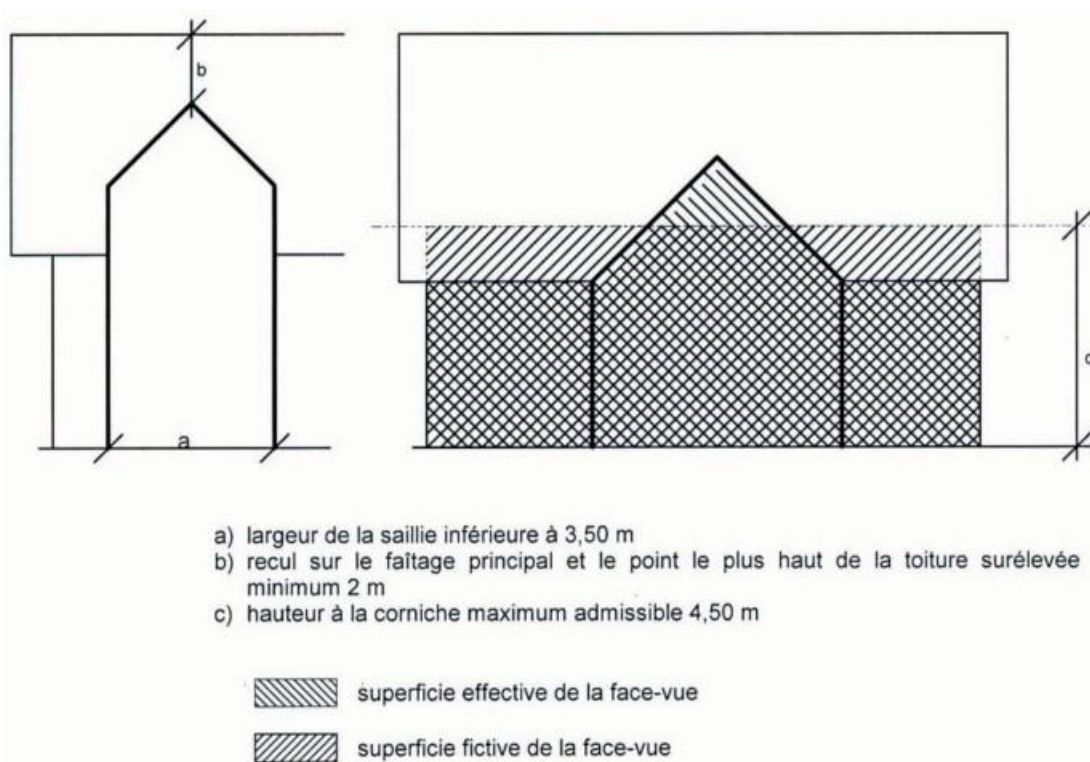 b
a
c
a) largeur de la saillie inférieure à 3,50 m
b) recul sur le faîtage principal et le point le plus haut de la toiture surélevée
minimum 2 m
c) hauteur à la corniche maximum admissible 4,50 m
superficie effective de la face-vue
superficie fictive de la face-vue